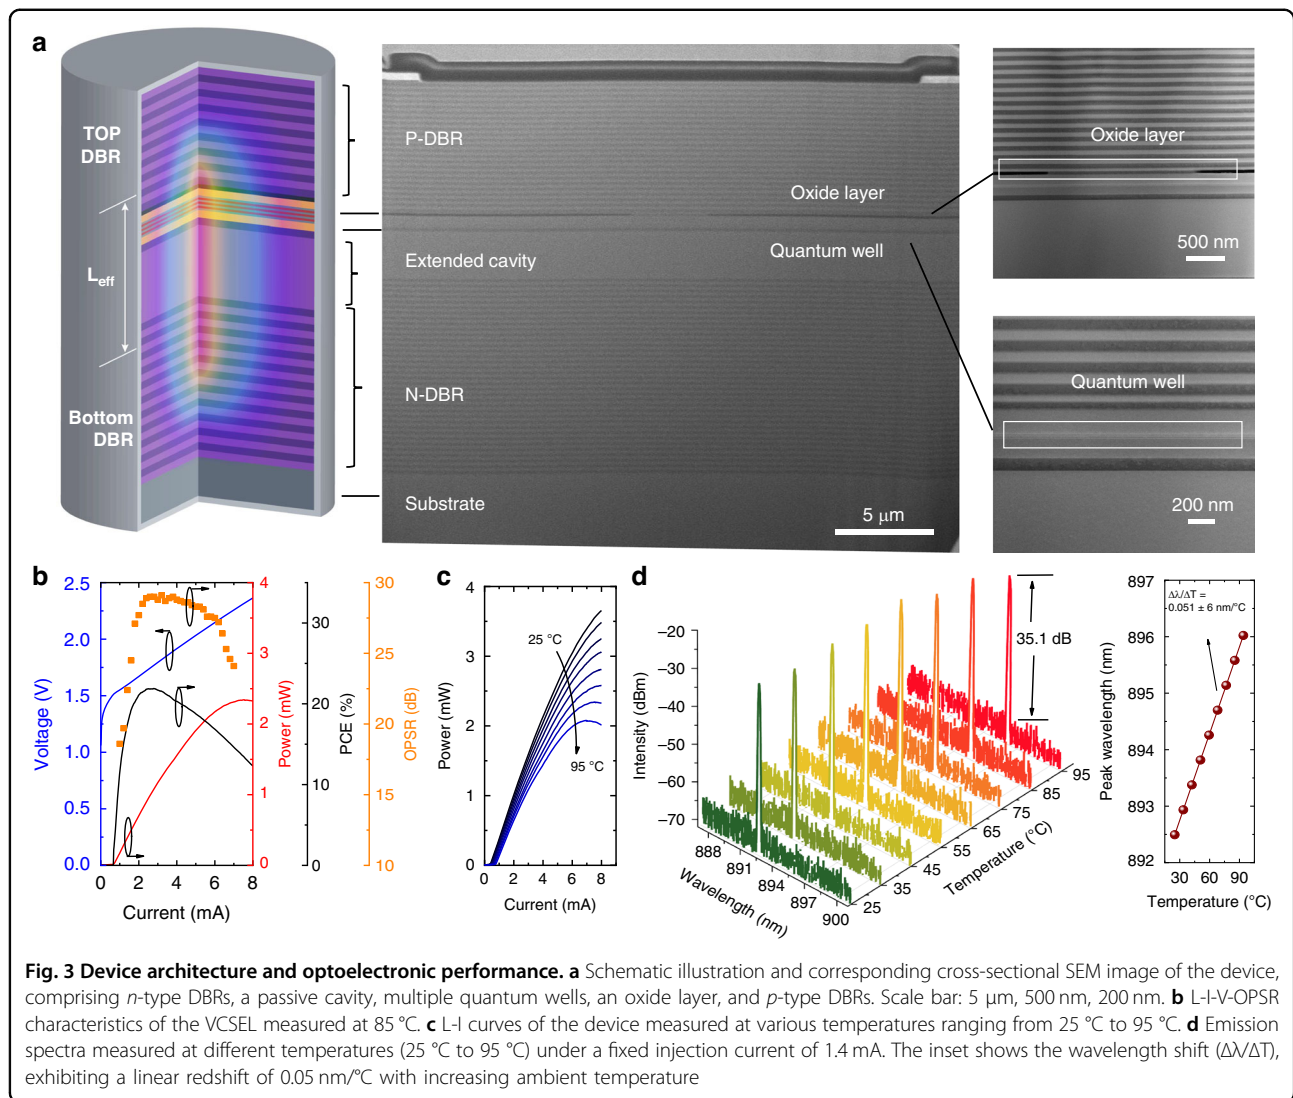 a
TOP
DBR
L_eff
Bottom
DBR
P-DBR
Oxide layer
Quantum well
Extended cavity
N-DBR
Substrate
5 μm
Oxide layer
500 nm
Quantum well
200 nm
b
2.5
2.0
1.5
1.0
0.5
0.0
Voltage (V)
0 2 4 6 8
Current (mA)
4
3
2
1
0
Power (mW)
30
20
10
0
PCE (%)
30
25
20
15
10
OPSR (dB)
c
4
3
2
1
0
Power (mW)
25 °C
95 °C
0 2 4 6 8
Current (mA)
d
−20
−30
−40
−50
−60
−70
Intensity (dBm)
35.1 dB
888
891
894
897
900
Wavelength (nm)
25
35
45
55
65
75
85
95
Temperature (°C)
897
896
895
894
893
892
Peak wavelength (nm)
Δλ/ΔT =
0.051 ± 6 nm/°C
30 60 90
Temperature (°C)
Fig. 3 Device architecture and optoelectronic performance. a Schematic illustration and corresponding cross-sectional SEM image of the device,
comprising n-type DBRs, a passive cavity, multiple quantum wells, an oxide layer, and p-type DBRs. Scale bar: 5 μm, 500 nm, 200 nm. b L-I-V-OPSR
characteristics of the VCSEL measured at 85 °C. c L-I curves of the device measured at various temperatures ranging from 25 °C to 95 °C. d Emission
spectra measured at different temperatures (25 °C to 95 °C) under a fixed injection current of 1.4 mA. The inset shows the wavelength shift (Δλ/ΔT),
exhibiting a linear redshift of 0.05 nm/°C with increasing ambient temperature